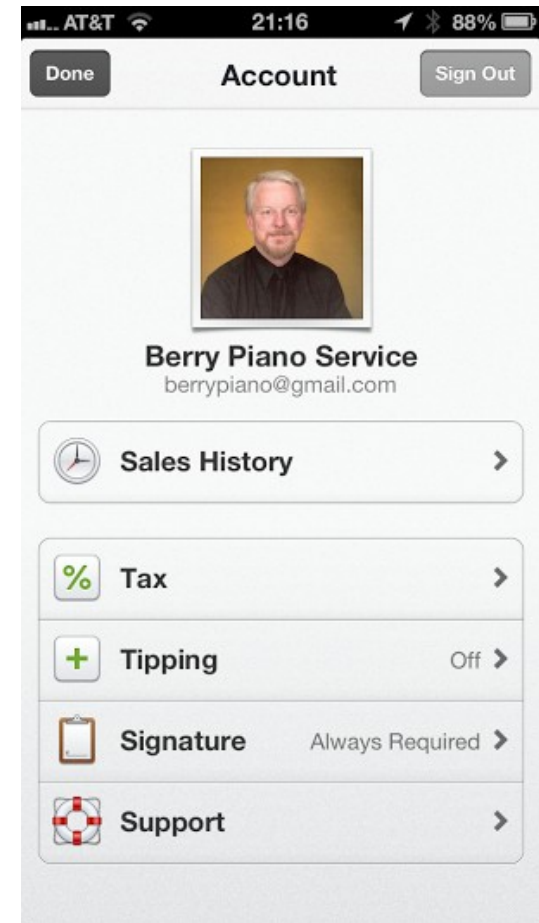 AT&T 21:16 88%
Done Account Sign Out
Berry Piano Service
berrypiano@gmail.com
Sales History
% Tax
+ Tipping Off
Signature Always Required
Support